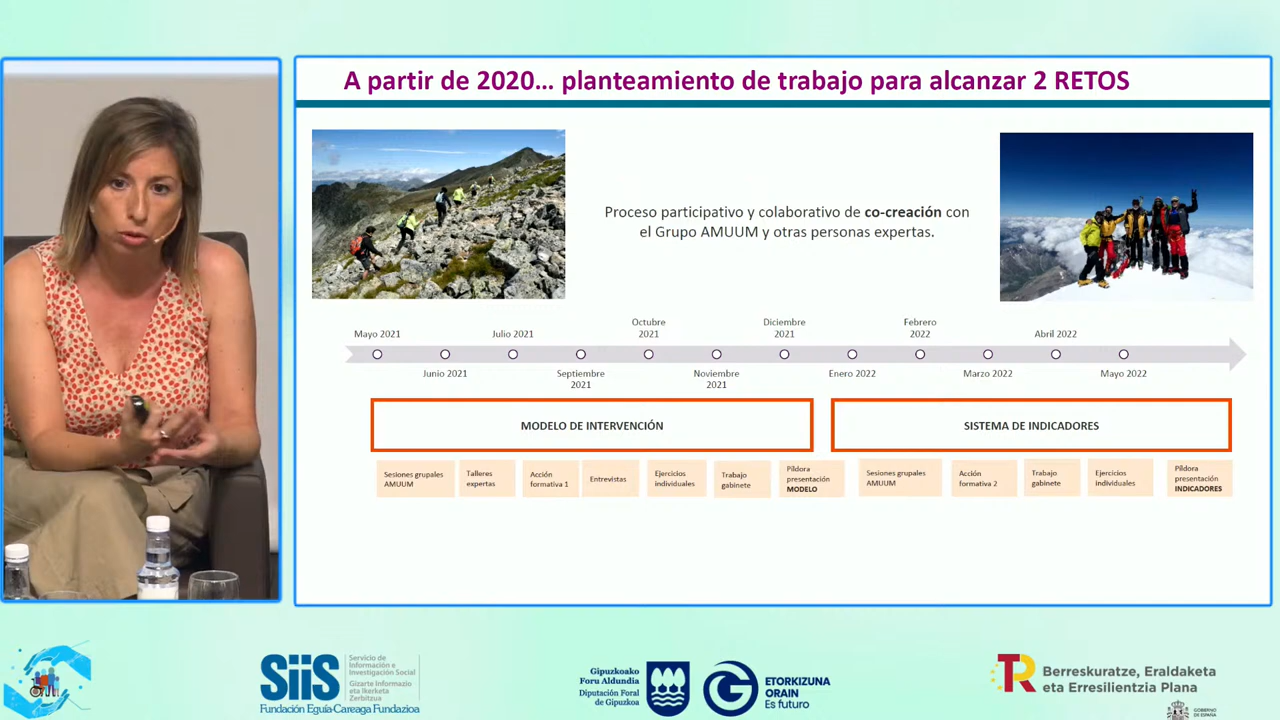 A partir de 2020... planteamiento de trabajo para alcanzar 2 RETOS
Proceso participativo y colaborativo de co-creación con
el Grupo AMUUM y otras personas expertas.
Mayo 2021
Junio 2021
Julio 2021
Septiembre
2021
Octubre
2021
Noviembre
2021
Diciembre
2021
Enero 2022
Febrero
2022
Marzo 2022
Abril 2022
Mayo 2022
MODELO DE INTERVENCIÓN
SISTEMA DE INDICADORES
Sesiones grupales
AMUUM
Talleres
expertas
Acción
formativa 1
Entrevistas
Ejercicios
individuales
Trabajo
gabinete
Píldora
presentación
MODELO
Sesiones grupales
AMUUM
Acción
formativa 2
Trabajo
gabinete
Ejercicios
individuales
Píldora
presentación
INDICADORES
SiiS
Servicio de
Información e
Investigación Social
Gizarte Informazio
eta Ikerketa
Zerbitzua
Fundación Eguía-Careaga Fundazioa
Gipuzkoako
Foru Aldundia
Diputación Foral
de Gipuzkoa
ETORKIZUNA
ORAIN
Es futuro
Berreskuratze, Eraldaketa
eta Erresilientzia Plana
GOBIERNO
DE ESPAÑA